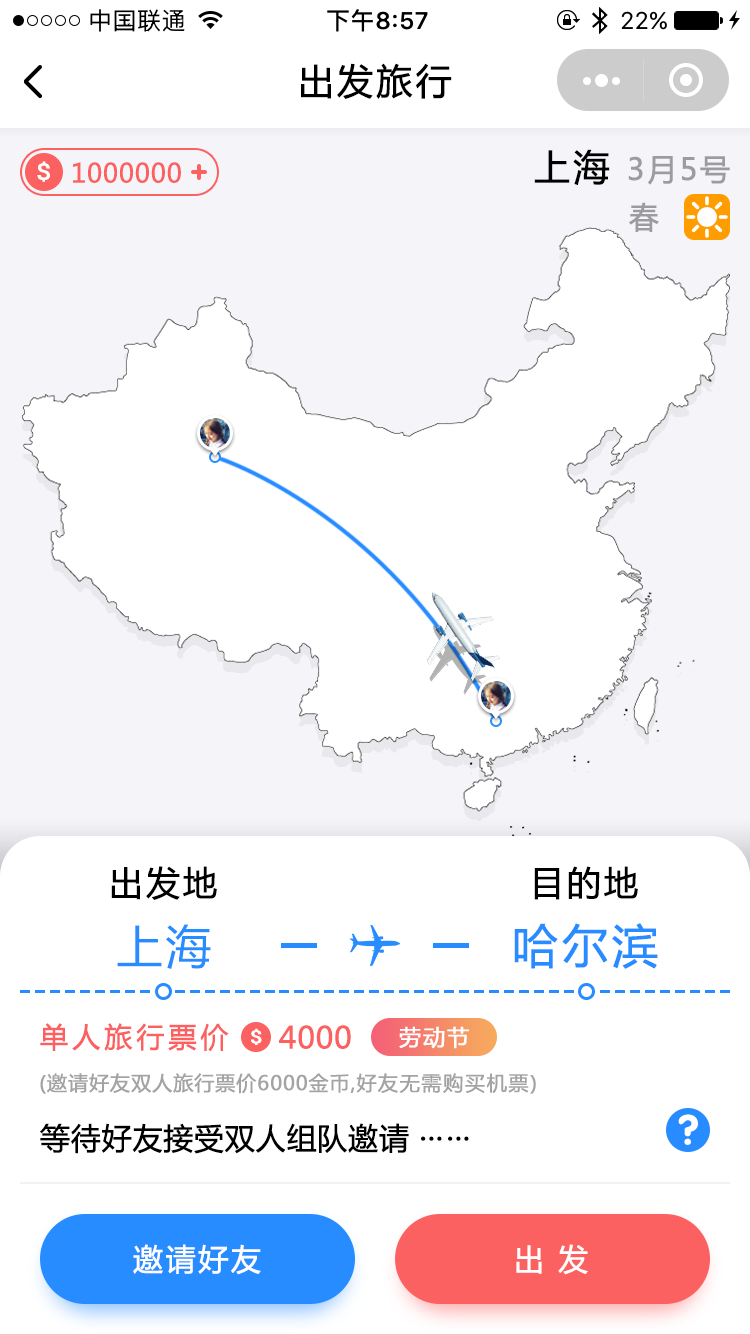 中国联通 下午8:57 22%
出发旅行
$ 1000000 +
上海 3月5号
春
出发地 目的地
上海 哈尔滨
单人旅行票价 $ 4000 劳动节
(邀请好友双人旅行票价6000金币,好友无需购买机票)
等待好友接受双人组队邀请 ······
?
邀请好友 出 发